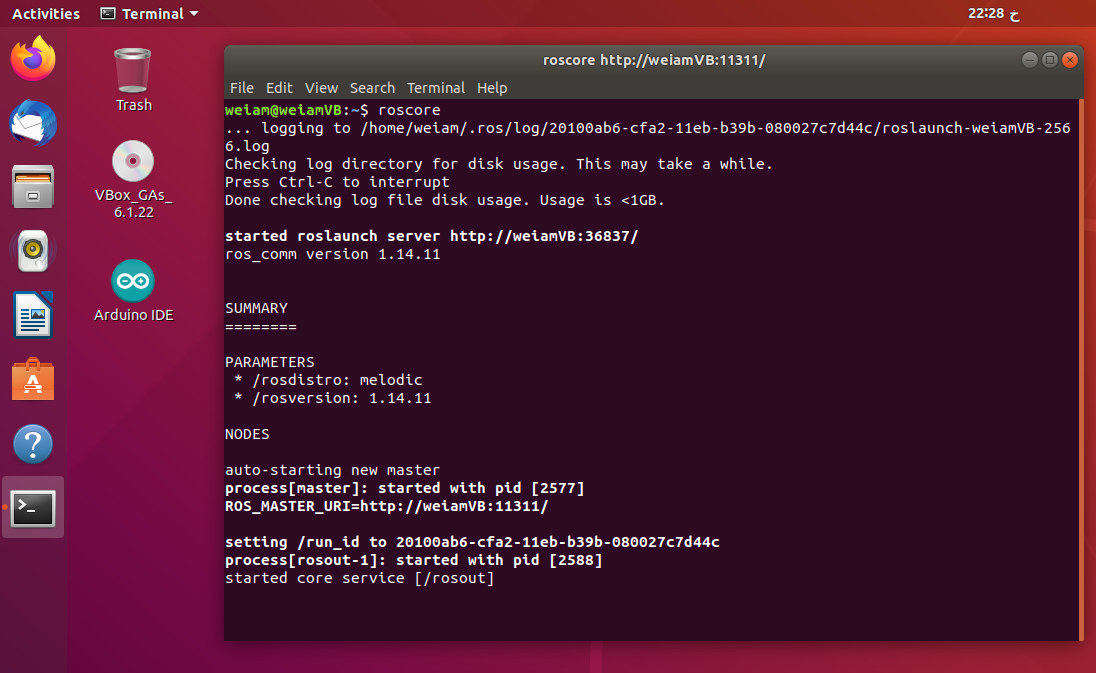 Activities
Terminal
22:28 خ
Trash
VBox_GAs_
6.1.22
Arduino IDE
roscore http://weiamVB:11311/
File Edit View Search Terminal Help
weiam@weiamVB:~$ roscore
... logging to /home/weiam/.ros/log/20100ab6-cfa2-11eb-b39b-080027c7d44c/roslaunch-weiamVB-256
6.log
Checking log directory for disk usage. This may take a while.
Press Ctrl-C to interrupt
Done checking log file disk usage. Usage is <1GB.
started roslaunch server http://weiamVB:36837/
ros_comm version 1.14.11
SUMMARY
========
PARAMETERS
* /rosdistro: melodic
* /rosversion: 1.14.11
NODES
auto-starting new master
process[master]: started with pid [2577]
ROS_MASTER_URI=http://weiamVB:11311/
setting /run_id to 20100ab6-cfa2-11eb-b39b-080027c7d44c
process[rosout-1]: started with pid [2588]
started core service [/rosout]